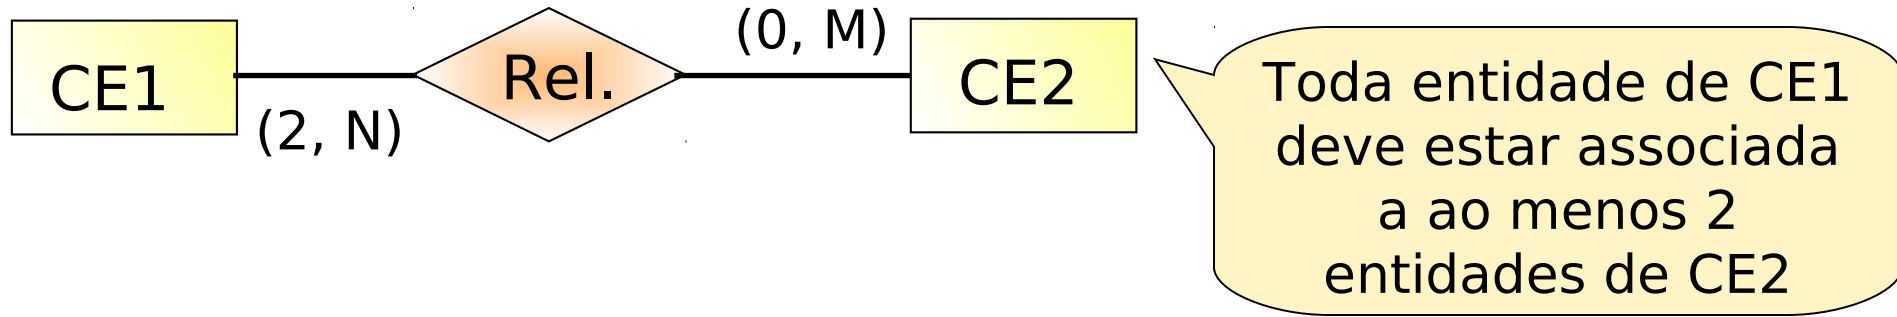 CE1
(2, N)
Rel.
(0, M)
CE2
Toda entidade de CE1
deve estar associada
a ao menos 2
entidades de CE2